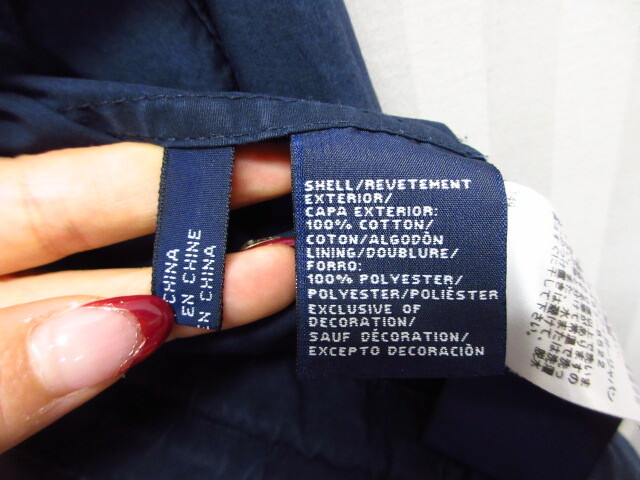 CHINA
EN CHINE
EN CHINA
SHELL/REVETEMENT
EXTERIOR/
CAPA EXTERIOR:
100% COTTON/
COTON/ALGODÓN
LINING/DOUBLURE/
FORRO:
100% POLYESTER/
POLYESTER/POLIÉSTER
EXCLUSIVE OF
DECORATION/
SAUF DÉCORATION/
EXCEPTO DECORACIÓN